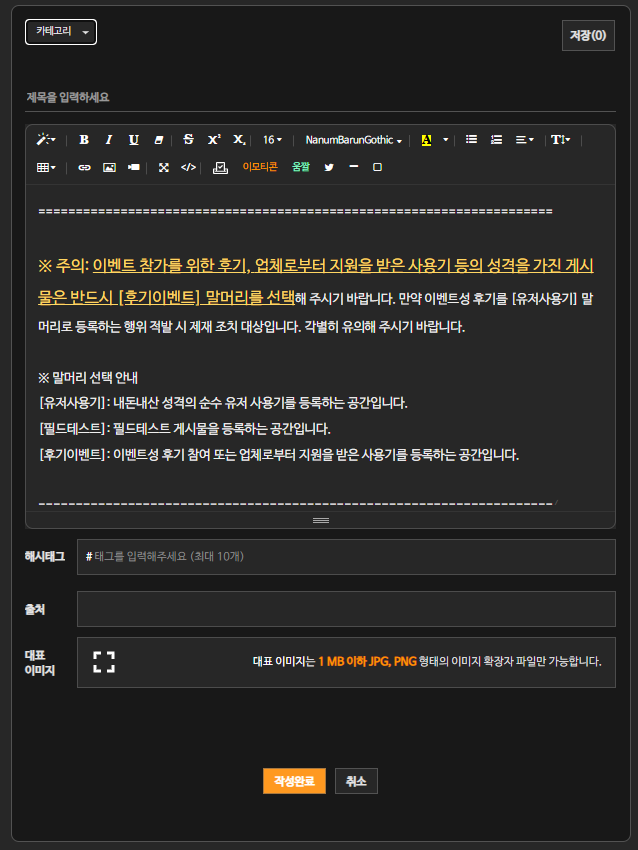 카테고리
저장(0)
제목을 입력하세요
B I U S X² X₂ 16 NanumBarunGothic A T
</> 이모티콘 움짤
======================================================================
※ 주의: 이벤트 참가를 위한 후기, 업체로부터 지원을 받은 사용기 등의 성격을 가진 게시
물은 반드시 [후기이벤트] 말머리를 선택해 주시기 바랍니다. 만약 이벤트성 후기를 [유저사용기] 말
머리로 등록하는 행위 적발 시 제재 조치 대상입니다. 각별히 유의해 주시기 바랍니다.
※ 말머리 선택 안내
[유저사용기]: 내돈내산 성격의 순수 유저 사용기를 등록하는 공간입니다.
[필드테스트]: 필드테스트 게시물을 등록하는 공간입니다.
[후기이벤트]: 이벤트성 후기 참여 또는 업체로부터 지원을 받은 사용기를 등록하는 공간입니다.
======================================================================
해시태그 # 태그를 입력해주세요 (최대 10개)
출처
대표
이미지
대표 이미지는 1 MB 이하 JPG, PNG 형태의 이미지 확장자 파일만 가능합니다.
작성완료 취소